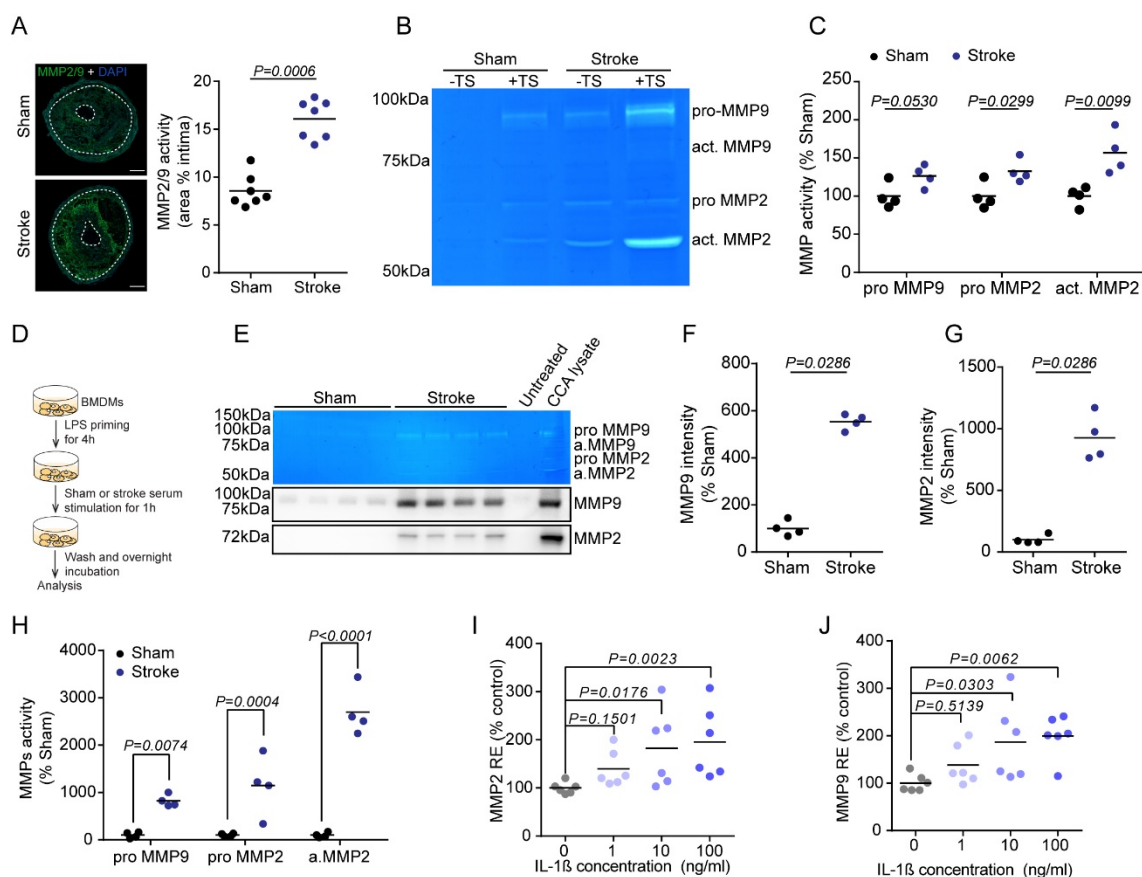 A
MMP2/9 + DAPI
Sham
Stroke
P=0.0006
MMP2/9 activity
(area % intima)
20
15
10
5
0
Sham Stroke
B
Sham Stroke
-TS +TS -TS +TS
100kDa
75kDa
50kDa
pro-MMP9
act. MMP9
pro MMP2
act. MMP2
C
Sham Stroke
P=0.0530 P=0.0299 P=0.0099
MMP activity (% Sham)
250
200
150
100
50
0
pro MMP9 pro MMP2 act. MMP2
D
BMDMs
LPS priming
for 4h
Sham or stroke serum
stimulation for 1h
Wash and overnight
incubation
Analysis
E
Sham Stroke Untreated CCA lysate
150kDa
100kDa
75kDa
50kDa
pro MMP9
a.MMP9
pro MMP2
a.MMP2
100kDa
75kDa
MMP9
72kDa
MMP2
F
P=0.0286
MMP9 intensity
(% Sham)
800
600
400
200
0
Sham Stroke
G
P=0.0286
MMP2 intensity
(% Sham)
1500
1000
500
0
Sham Stroke
H
Sham
Stroke
P<0.0001
P=0.0004
P=0.0074
MMPs activity
(% Sham)
4000
3000
2000
1000
0
pro MMP9 pro MMP2 a.MMP2
I
P=0.0023
P=0.0176
P=0.1501
MMP2 RE (% control)
400
300
200
100
0
0 1 10 100
IL-1ß concentration (ng/ml)
J
P=0.0062
P=0.0303
P=0.5139
MMP9 RE (% control)
400
300
200
100
0
0 1 10 100
IL-1ß concentration (ng/ml)